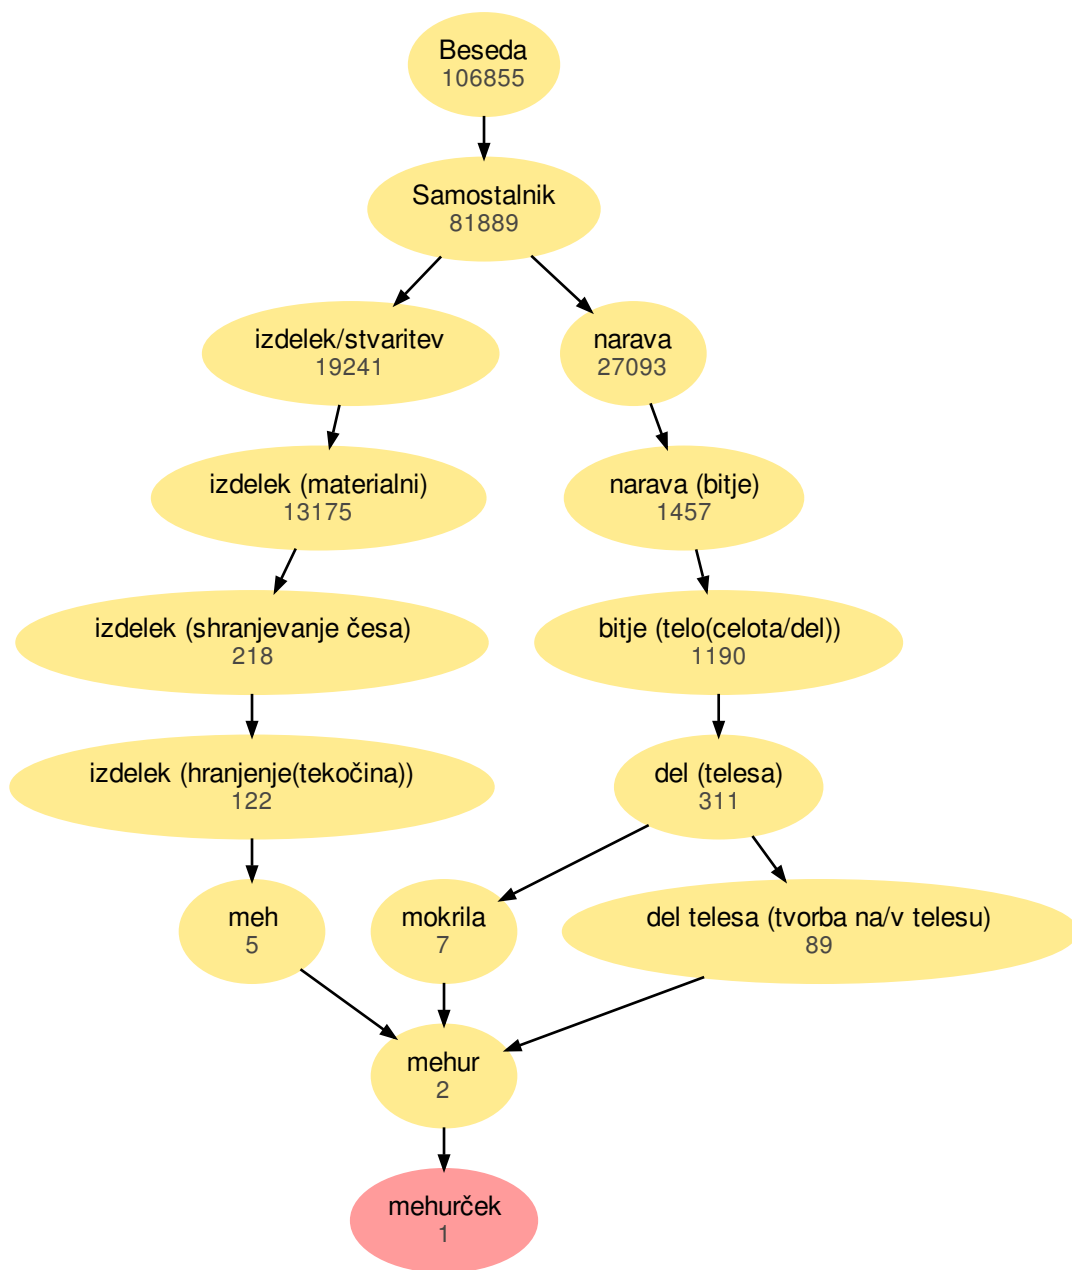 Beseda
106855
Samostalnik
81889
izdelek/stvaritev
19241
narava
27093
izdelek (materialni)
13175
narava (bitje)
1457
izdelek (shranjevanje česa)
218
bitje (telo(celota/del))
1190
izdelek (hranjenje(tekočina))
122
del (telesa)
311
meh
5
mokrila
7
del telesa (tvorba na/v telesu)
89
mehur
2
mehurček
1